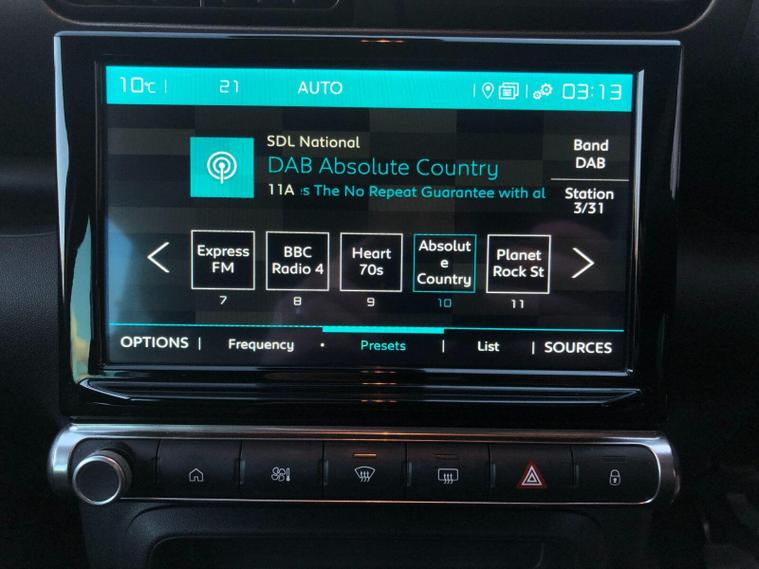 10°C 21 AUTO 03:13
SDL National
DAB Absolute Country
11A s The No Repeat Guarantee with al
Band
DAB
Station
3/31
Express
FM
7
BBC
Radio 4
8
Heart
70s
9
Absolut
e
Country
10
Planet
Rock St
11
OPTIONS | Frequency • Presets | List | SOURCES